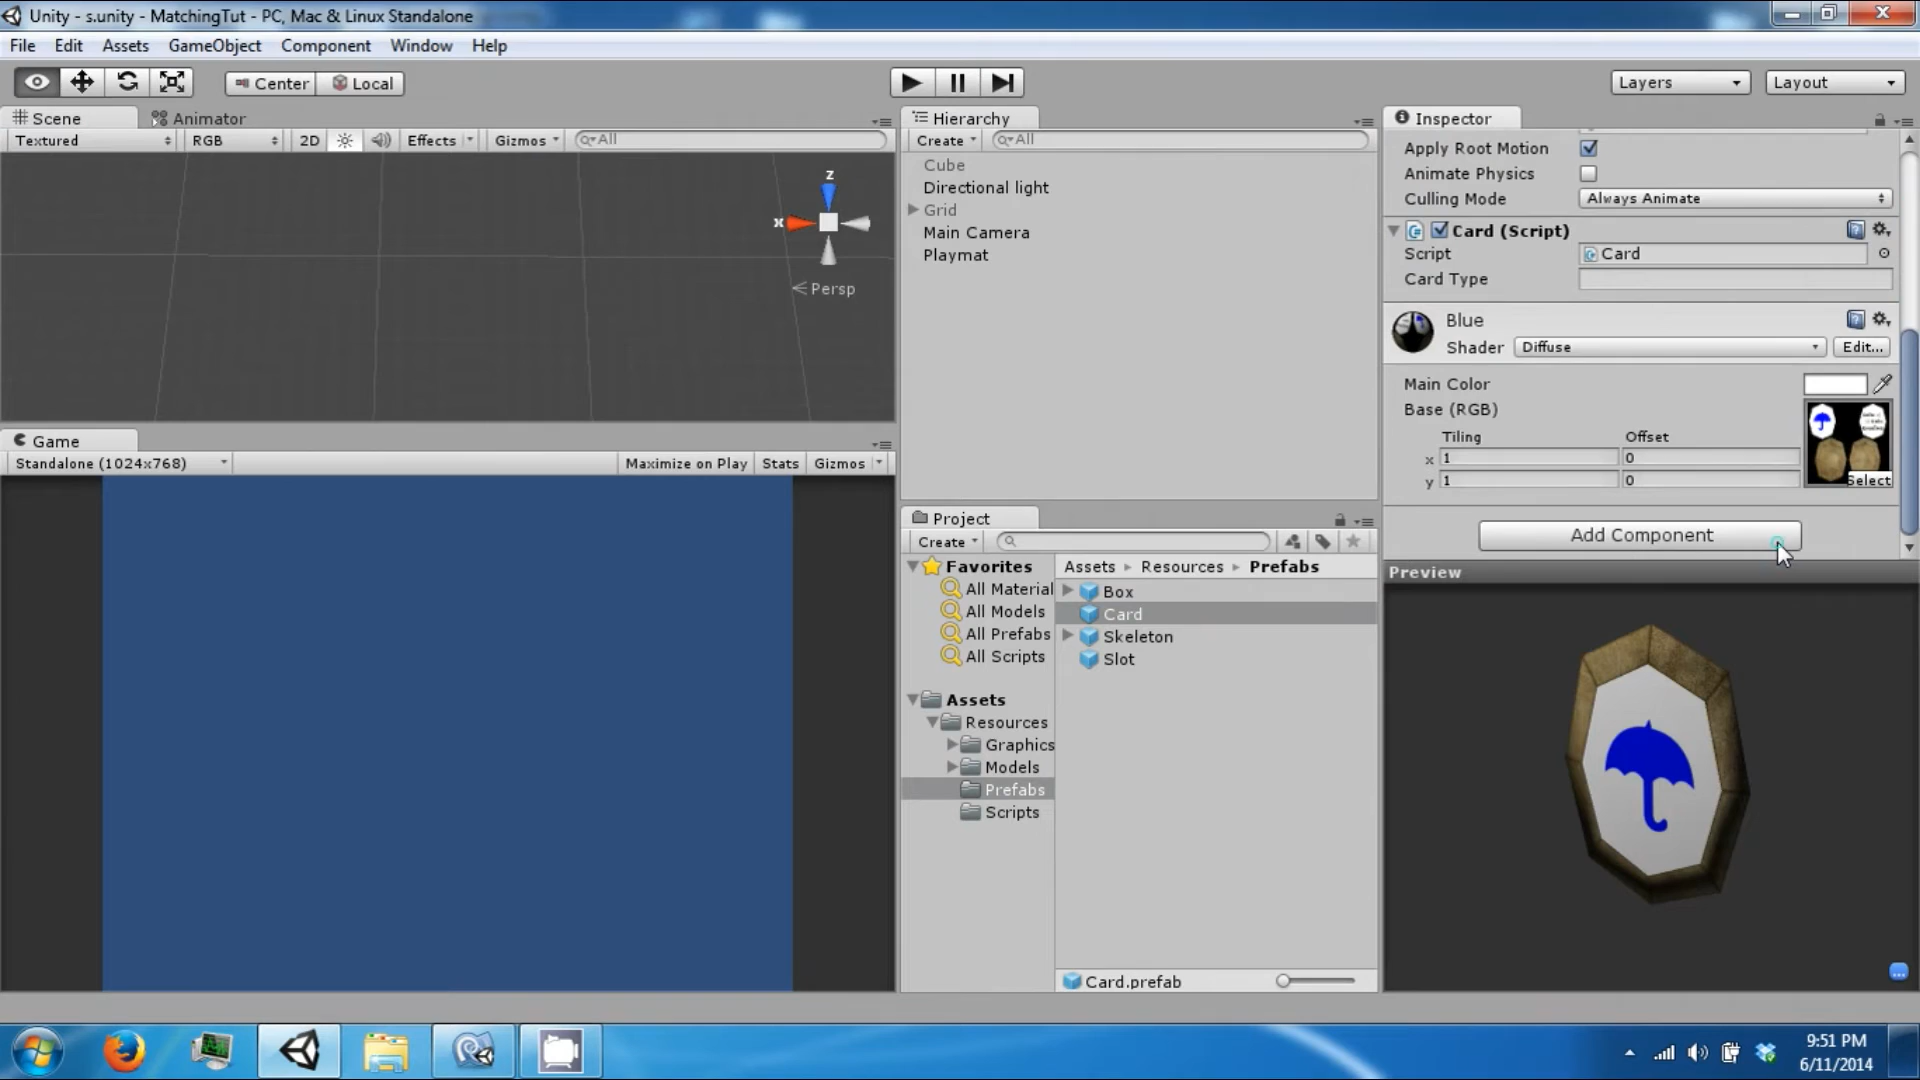 Unity - s.unity - MatchingTut - PC, Mac & Linux Standalone
File Edit Assets GameObject Component Window Help
Center Local
Layers Layout
Scene Animator
Textured RGB 2D Effects Gizmos All
z
x
Persp
Game
Standalone (1024x768) Maximize on Play Stats Gizmos
Hierarchy
Create All
Cube
Directional light
Grid
Main Camera
Playmat
Project
Create
Favorites
All Material
All Models
All Prefabs
All Scripts
Assets
Resources
Graphics
Models
Prefabs
Scripts
Assets Resources Prefabs
Box
Card
Skeleton
Slot
Card.prefab
Inspector
Apply Root Motion
Animate Physics
Culling Mode Always Animate
Card (Script)
Script Card
Card Type
Blue
Shader Diffuse Edit...
Main Color
Base (RGB)
Tiling Offset
x 1 0
y 1 0
Select
Add Component
Preview
9:51 PM
6/11/2014